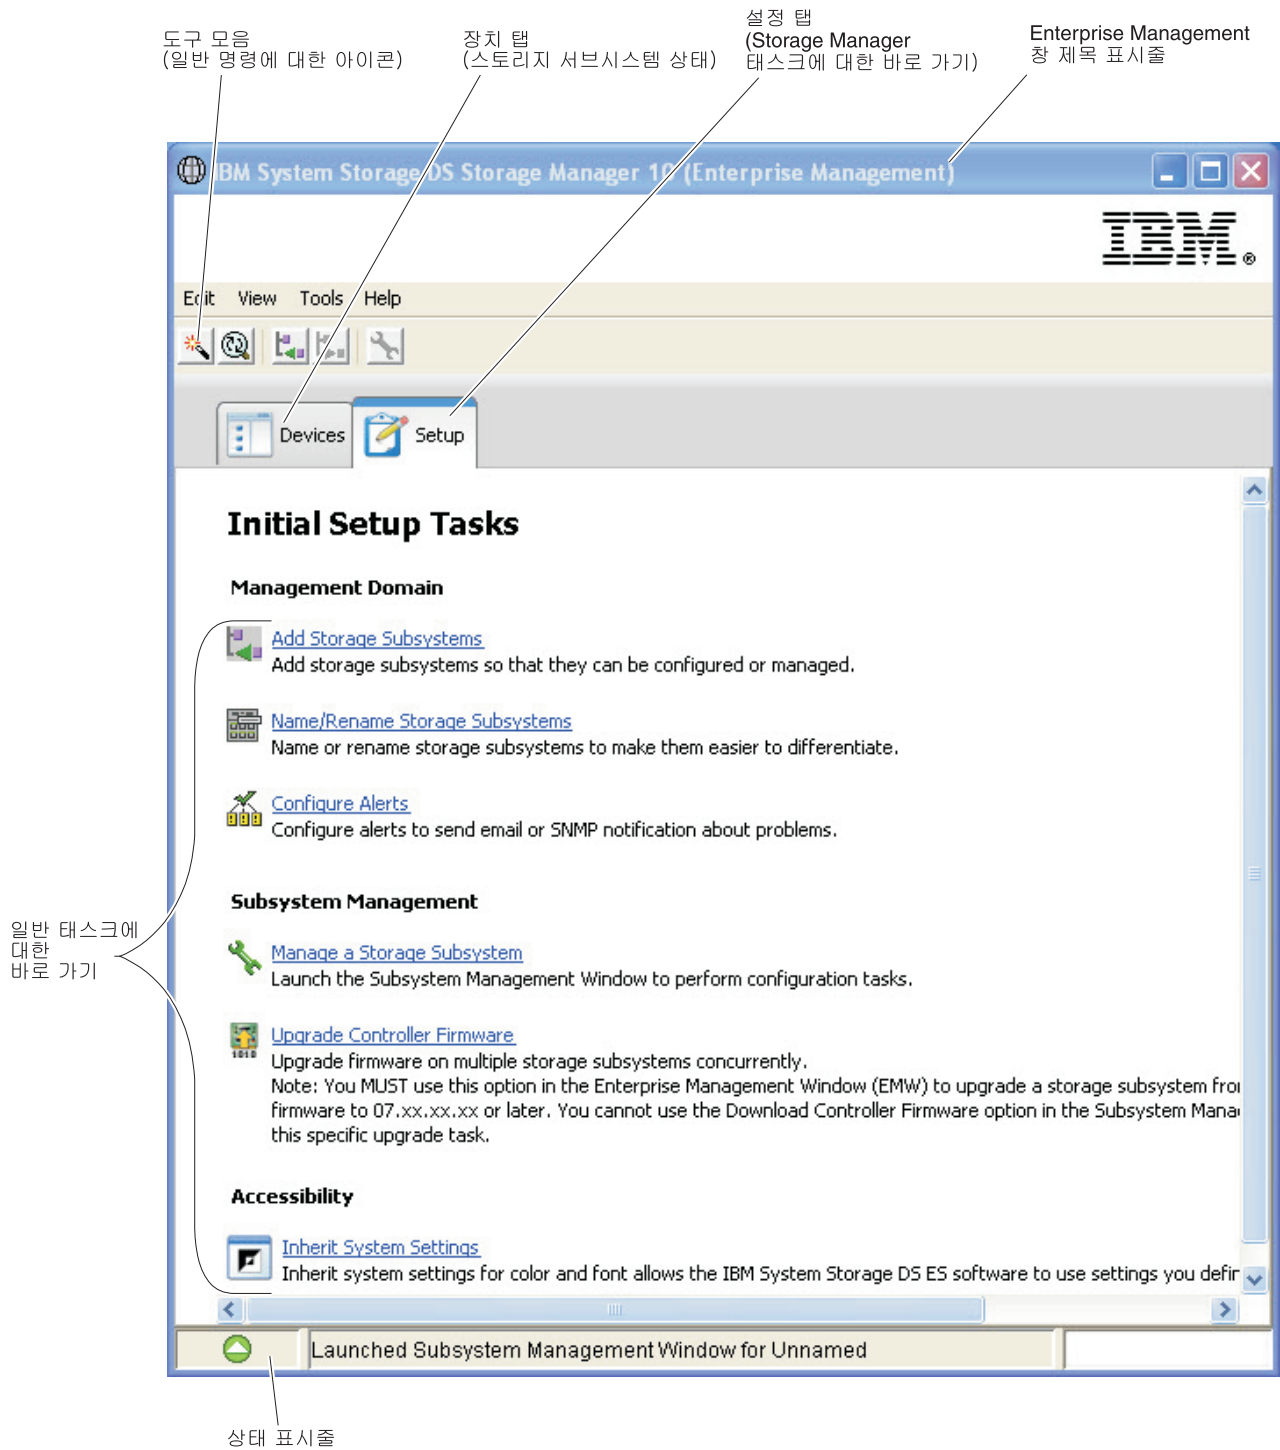 도구 모음
(일반 명령에 대한 아이콘)
장치 탭
(스토리지 서브시스템 상태)
설정 탭
(Storage Manager
태스크에 대한 바로 가기)
Enterprise Management
창 제목 표시줄
IBM System Storage DS Storage Manager 10 (Enterprise Management)
IBM®
Edit View Tools Help
Devices
Setup
Initial Setup Tasks
Management Domain
Add Storage Subsystems
Add storage subsystems so that they can be configured or managed.
Name/Rename Storage Subsystems
Name or rename storage subsystems to make them easier to differentiate.
Configure Alerts
Configure alerts to send email or SNMP notification about problems.
일반 태스크에
대한
바로 가기
Subsystem Management
Manage a Storage Subsystem
Launch the Subsystem Management Window to perform configuration tasks.
1010
Upgrade Controller Firmware
Upgrade firmware on multiple storage subsystems concurrently.
Note: You MUST use this option in the Enterprise Management Window (EMW) to upgrade a storage subsystem fro
firmware to 07.xx.xx.xx or later. You cannot use the Download Controller Firmware option in the Subsystem Mana
this specific upgrade task.
Accessibility
Inherit System Settings
Inherit system settings for color and font allows the IBM System Storage DS ES software to use settings you defin
Launched Subsystem Management Window for Unnamed
상태 표시줄